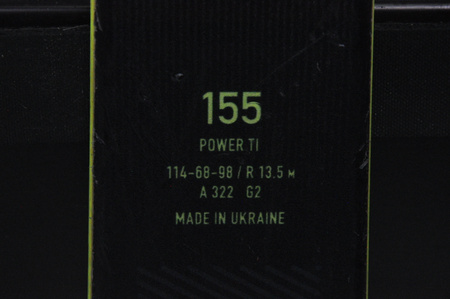 155
POWER TI
114-68-98 / R 13.5 M
A 322 G2
MADE IN UKRAINE